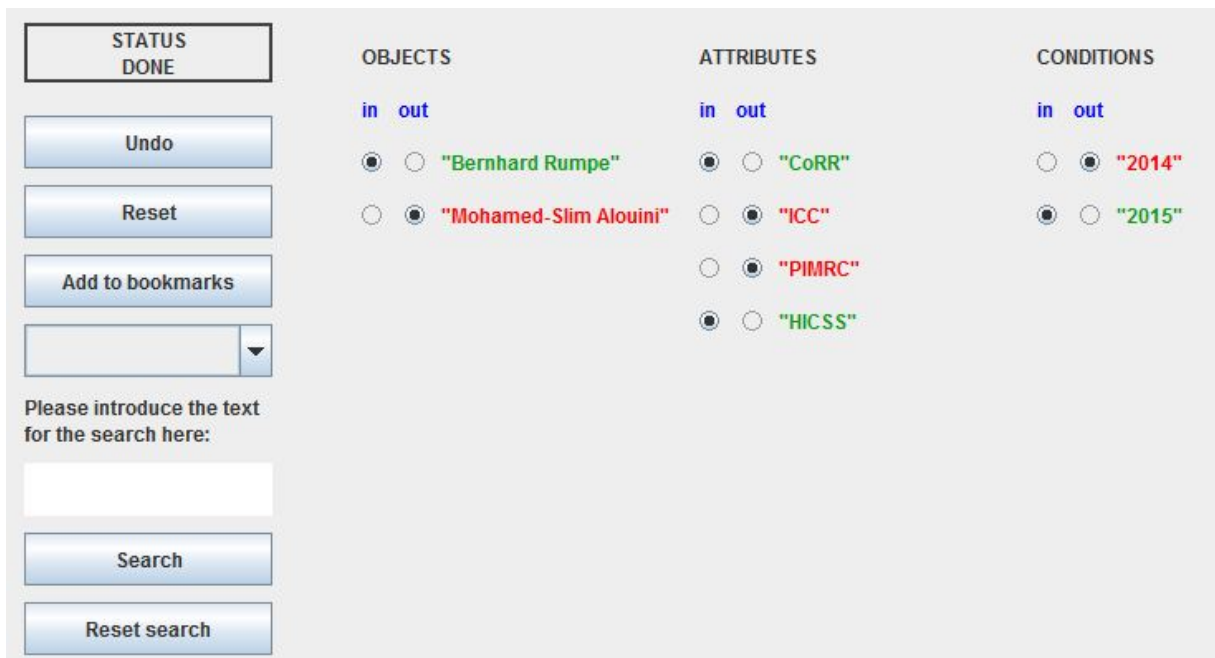 STATUS
DONE
Undo
Reset
Add to bookmarks
Please introduce the text
for the search here:
Search
Reset search
OBJECTS
in out
"Bernhard Rumpe"
"Mohamed-Slim Alouini"
ATTRIBUTES
in out
"CoRR"
"ICC"
"PIMRC"
"HICSS"
CONDITIONS
in out
"2014"
"2015"